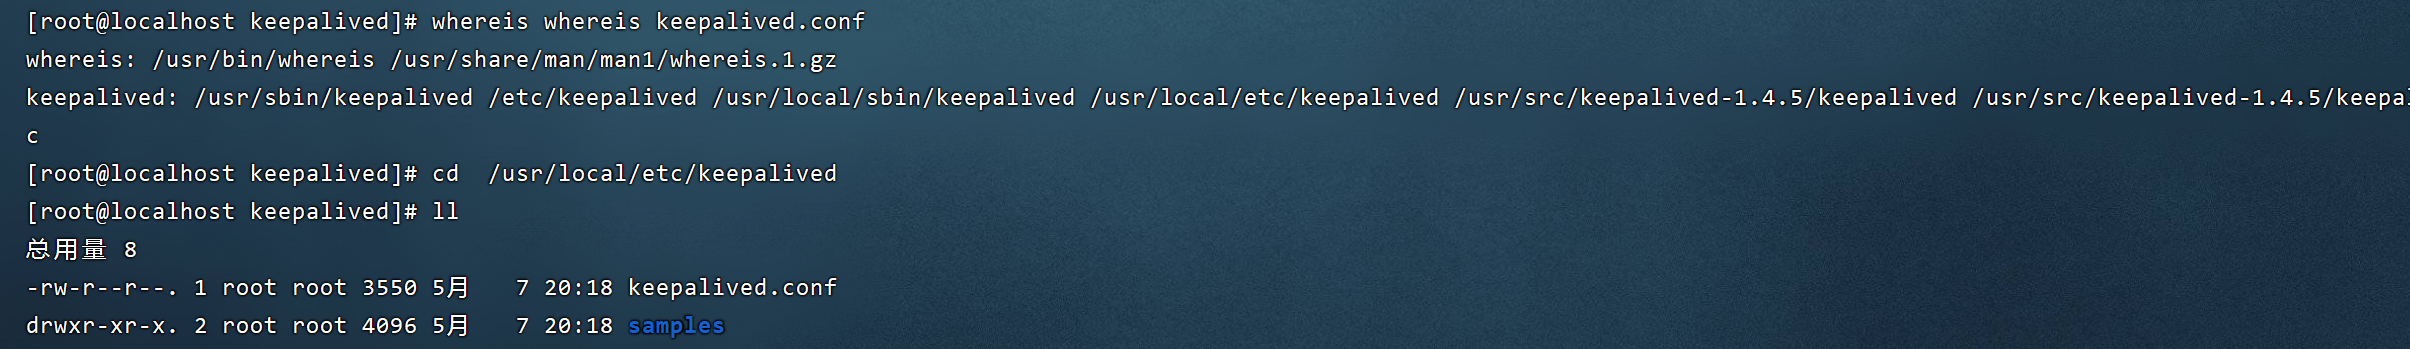 [root@localhost keepalived]# whereis whereis keepalived.conf
whereis: /usr/bin/whereis /usr/share/man/man1/whereis.1.gz
keepalived: /usr/sbin/keepalived /etc/keepalived /usr/local/sbin/keepalived /usr/local/etc/keepalived /usr/src/keepalived-1.4.5/keepalived /usr/src/keepalived-1.4.5/keepal
c
[root@localhost keepalived]# cd  /usr/local/etc/keepalived
[root@localhost keepalived]# ll
总用量 8
-rw-r--r--. 1 root root 3550 5月   7 20:18 keepalived.conf
drwxr-xr-x. 2 root root 4096 5月   7 20:18 samples